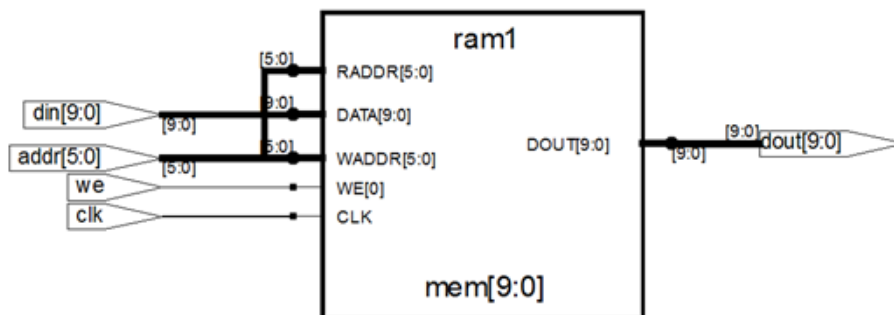 ram1
[5:0]
RADDR[5:0]
din[9:0]
[9:0]
[9:0]
DATA[9:0]
addr[5:0]
[5:0]
[5:0]
WADDR[5:0]
we
WE[0]
clk
CLK
DOUT[9:0]
[9:0]
[9:0]
dout[9:0]
mem[9:0]